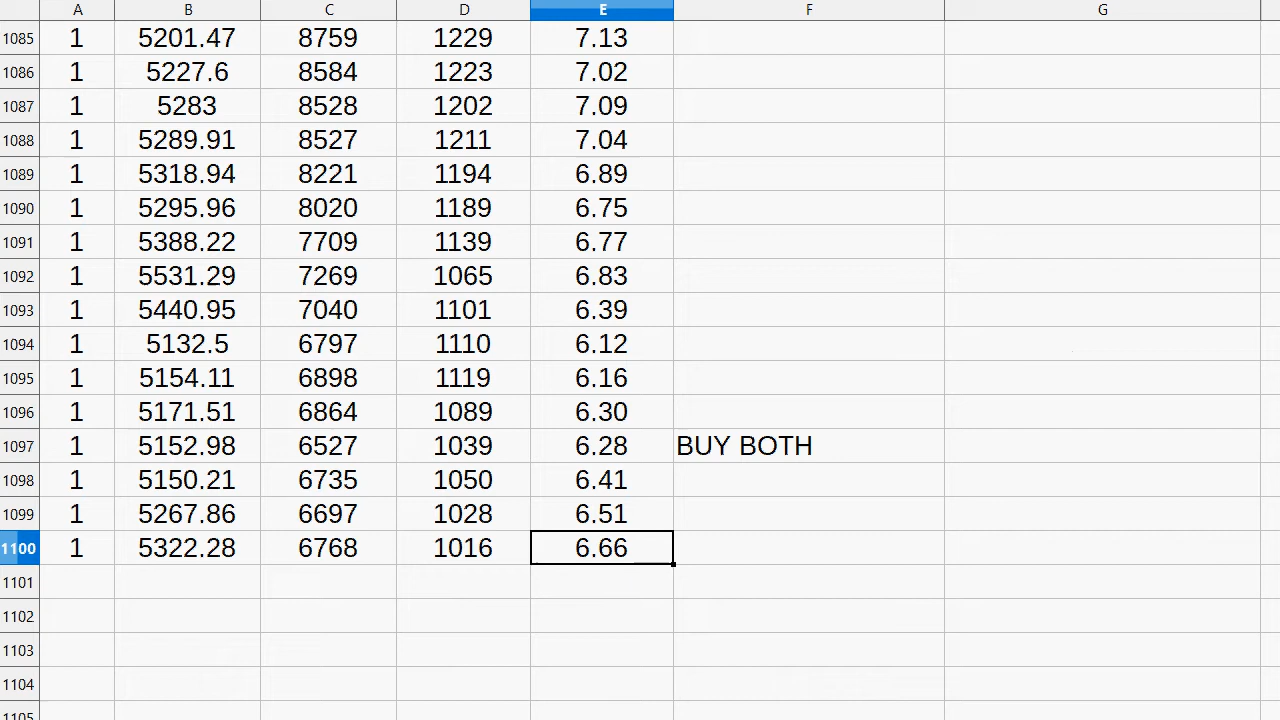 A B C D E F G
1085 1 5201.47 8759 1229 7.13
1086 1 5227.6 8584 1223 7.02
1087 1 5283 8528 1202 7.09
1088 1 5289.91 8527 1211 7.04
1089 1 5318.94 8221 1194 6.89
1090 1 5295.96 8020 1189 6.75
1091 1 5388.22 7709 1139 6.77
1092 1 5531.29 7269 1065 6.83
1093 1 5440.95 7040 1101 6.39
1094 1 5132.5 6797 1110 6.12
1095 1 5154.11 6898 1119 6.16
1096 1 5171.51 6864 1089 6.30
1097 1 5152.98 6527 1039 6.28 BUY BOTH
1098 1 5150.21 6735 1050 6.41
1099 1 5267.86 6697 1028 6.51
1100 1 5322.28 6768 1016 6.66
1101
1102
1103
1104
1105